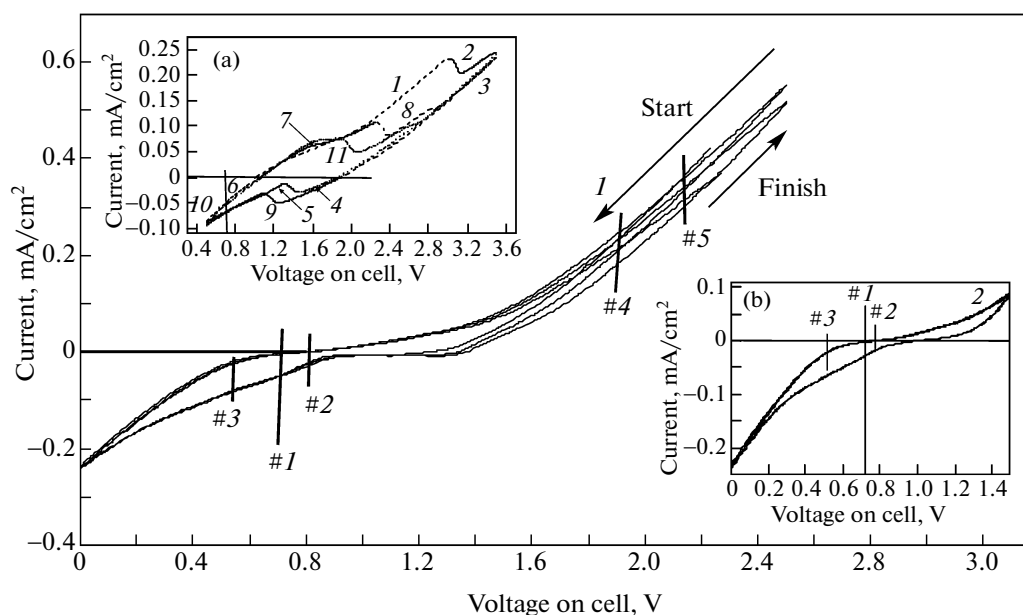 0.6
0.4
0.2
0
−0.2
−0.4
Current, mA/cm2
0 0.4 0.8 1.2 1.6 2.0 2.4 3.0
Voltage on cell, V
Start
1
Finish
#5
#4
#3
#2
#1
(a)
0.25
0.20
0.15
0.10
0.05
0
−0.05
−0.10
Current, mA/cm2
1 2
3
7 8
11
6
10 9 5 4
0.4 0.8 1.2 1.6 2.0 2.4 2.8 3.2 3.6
Voltage on cell, V
(b)
0.1
0
−0.1
−0.2
Current, mA/cm2
#1
#3 #2
2
0 0.2 0.4 0.6 0.8 1.0 1.2 1.4
Voltage on cell, V